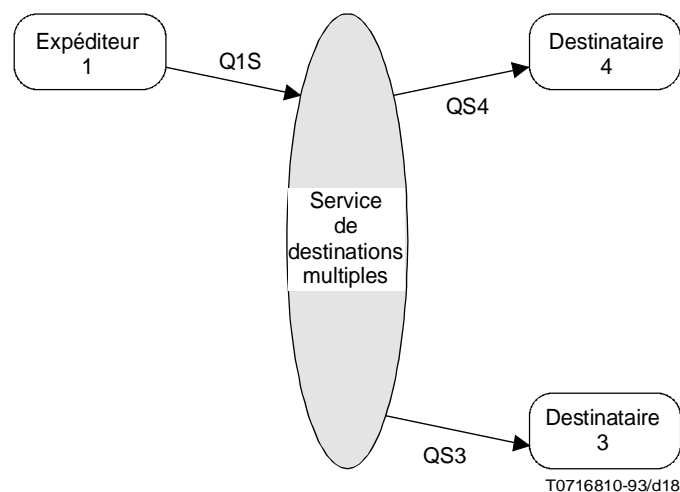 Expéditeur
1
Q1S
Destinataire
4
QS4
Service
de
destinations
multiples
Destinataire
3
QS3
T0716810-93/d18